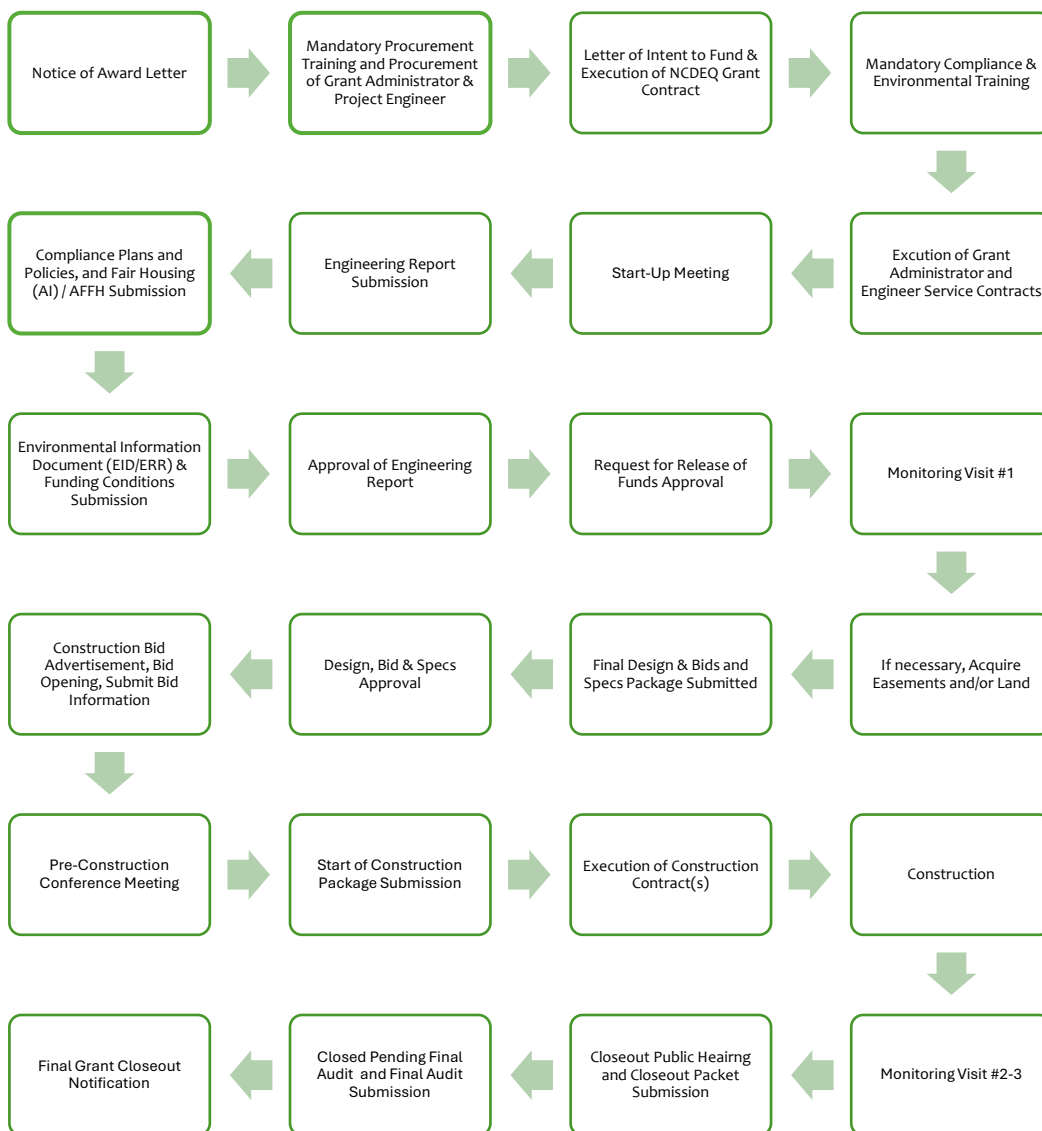 Notice of Award Letter
Mandatory Procurement
Training and Procurement
of Grant Administrator &
Project Engineer
Letter of Intent to Fund &
Execution of NCDEQ Grant
Contract
Mandatory Compliance &
Environmental Training
Excution of Grant
Administrator and
Engineer Service Contracts
Start-Up Meeting
Engineering Report
Submission
Compliance Plans and
Policies, and Fair Housing
(AI) / AFFH Submission
Environmental Information
Document (EID/ERR) &
Funding Conditions
Submission
Approval of Engineering
Report
Request for Release of
Funds Approval
Monitoring Visit #1
If necessary, Acquire
Easements and/or Land
Final Design & Bids and
Specs Package Submitted
Design, Bid & Specs
Approval
Construction Bid
Advertisement, Bid
Opening, Submit Bid
Information
Pre-Construction
Conference Meeting
Start of Construction
Package Submission
Execution of Construction
Contract(s)
Construction
Monitoring Visit #2-3
Closeout Public Heairng
and Closeout Packet
Submission
Closed Pending Final
Audit and Final Audit
Submission
Final Grant Closeout
Notification